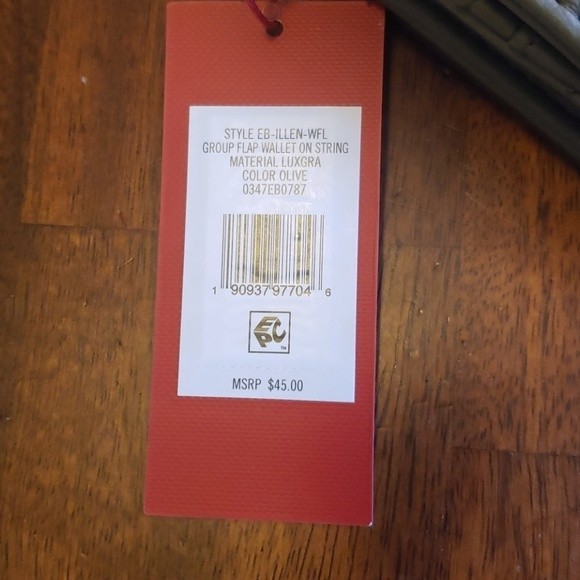 STYLE EB-ILLEN-WFL
GROUP FLAP WALLET ON STRING
MATERIAL LUXGRA
COLOR OLIVE
0347EB0787
1 90937 97704 6
EPC
™
MSRP $45.00